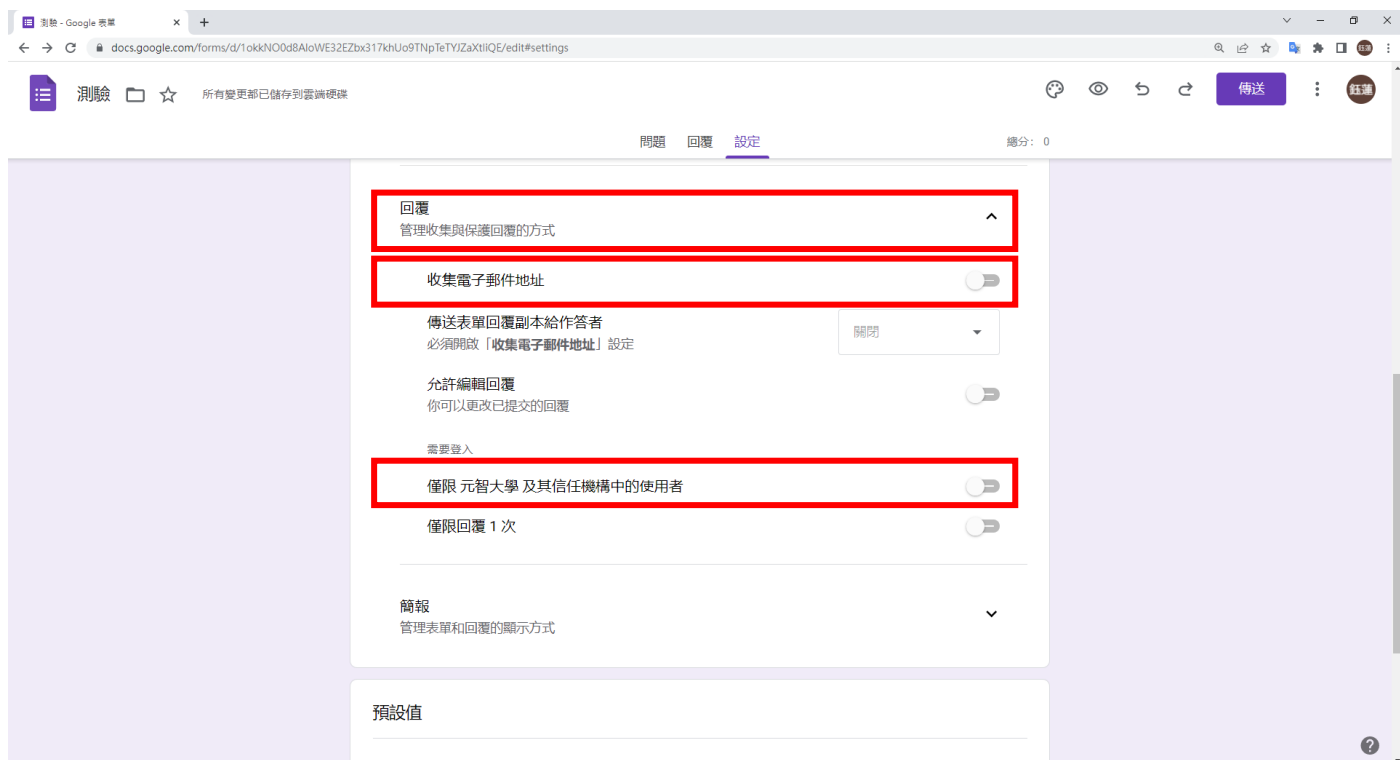 測驗 - Google 表單
docs.google.com/forms/d/1okkNO0d8AIoWE32EZbx317khUo9TNpTeTYJZaXtIiQE/edit#settings
鈺蓮
測驗
所有變更都已儲存到雲端硬碟
傳送
鈺蓮
問題
回覆
設定
總分： 0
回覆
管理收集與保護回覆的方式
收集電子郵件地址
傳送表單回覆副本給作答者
必須開啟「收集電子郵件地址」設定
關閉
允許編輯回覆
你可以更改已提交的回覆
需要登入
僅限 元智大學 及其信任機構中的使用者
僅限回覆 1 次
簡報
管理表單和回覆的顯示方式
預設值